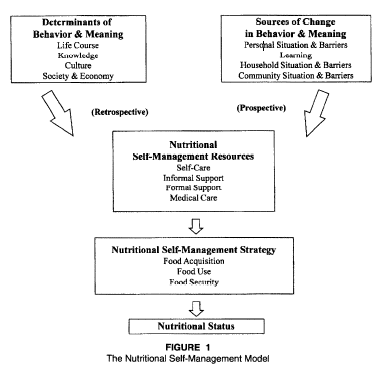 Determinants of
Behavior & Meaning
Life Course
Knowledge
Culture
Society & Economy
Sources of Change
in Behavior & Meaning
Personal Situation & Barriers
Learning
Household Situation & Barriers
Community Situation & Barriers
(Retrospective)
(Prospective)
Nutritional
Self-Management Resources
Self-Care
Informal Support
Formal Support
Medical Care
Nutritional Self-Management Strategy
Food Acquisition
Food Use
Food Security
Nutritional Status
FIGURE 1
The Nutritional Self-Management Model